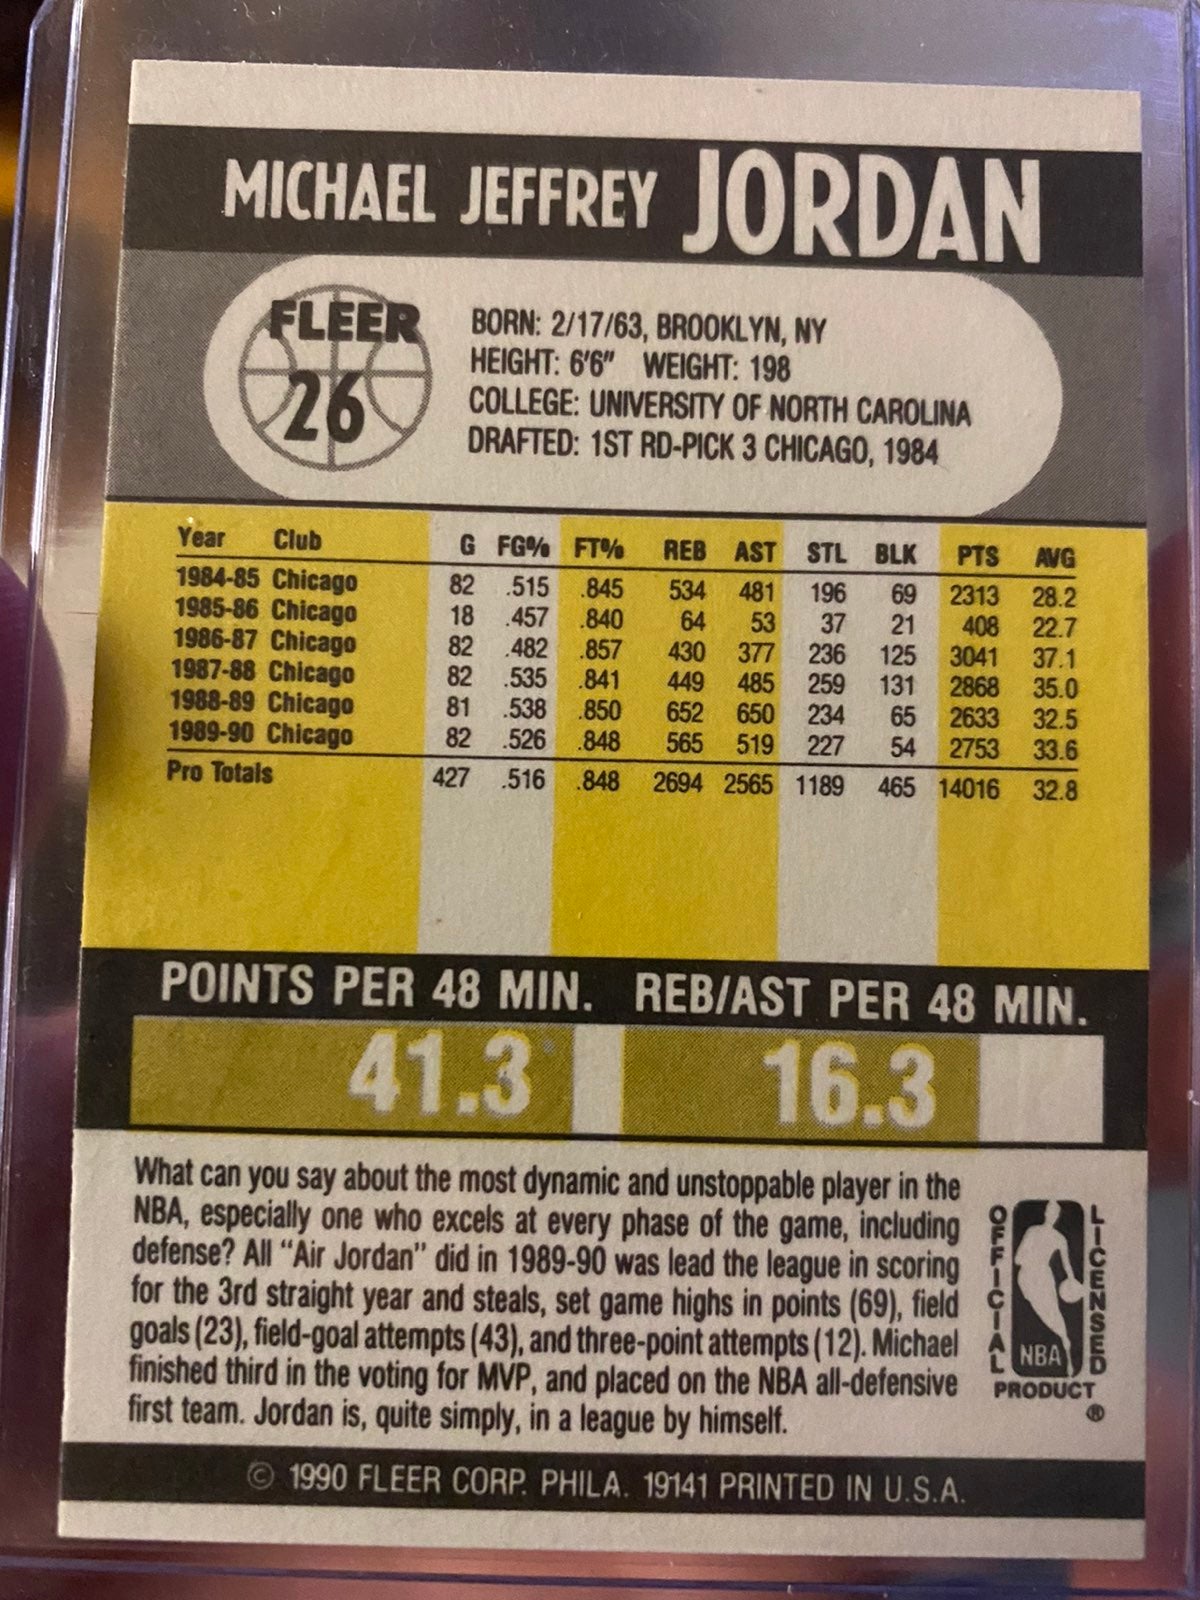 MICHAEL JEFFREY JORDAN
FLEER
26
BORN: 2/17/63, BROOKLYN, NY
HEIGHT: 6'6" WEIGHT: 198
COLLEGE: UNIVERSITY OF NORTH CAROLINA
DRAFTED: 1ST RD-PICK 3 CHICAGO, 1984
Year Club G FG% FT% REB AST STL BLK PTS AVG
1984-85 Chicago 82 .515 .845 534 481 196 69 2313 28.2
1985-86 Chicago 18 .457 .840 64 53 37 21 408 22.7
1986-87 Chicago 82 .482 .857 430 377 236 125 3041 37.1
1987-88 Chicago 82 .535 .841 449 485 259 131 2868 35.0
1988-89 Chicago 81 .538 .850 652 650 234 65 2633 32.5
1989-90 Chicago 82 .526 .848 565 519 227 54 2753 33.6
Pro Totals 427 .516 .848 2694 2565 1189 465 14016 32.8
POINTS PER 48 MIN. REB/AST PER 48 MIN.
41.3 16.3
What can you say about the most dynamic and unstoppable player in the
NBA, especially one who excels at every phase of the game, including
defense? All "Air Jordan" did in 1989-90 was lead the league in scoring
for the 3rd straight year and steals, set game highs in points (69), field
goals (23), field-goal attempts (43), and three-point attempts (12). Michael
finished third in the voting for MVP, and placed on the NBA all-defensive
first team. Jordan is, quite simply, in a league by himself.
OFFICIAL
LICENSED
NBA
PRODUCT
®
© 1990 FLEER CORP. PHILA. 19141 PRINTED IN U.S.A.